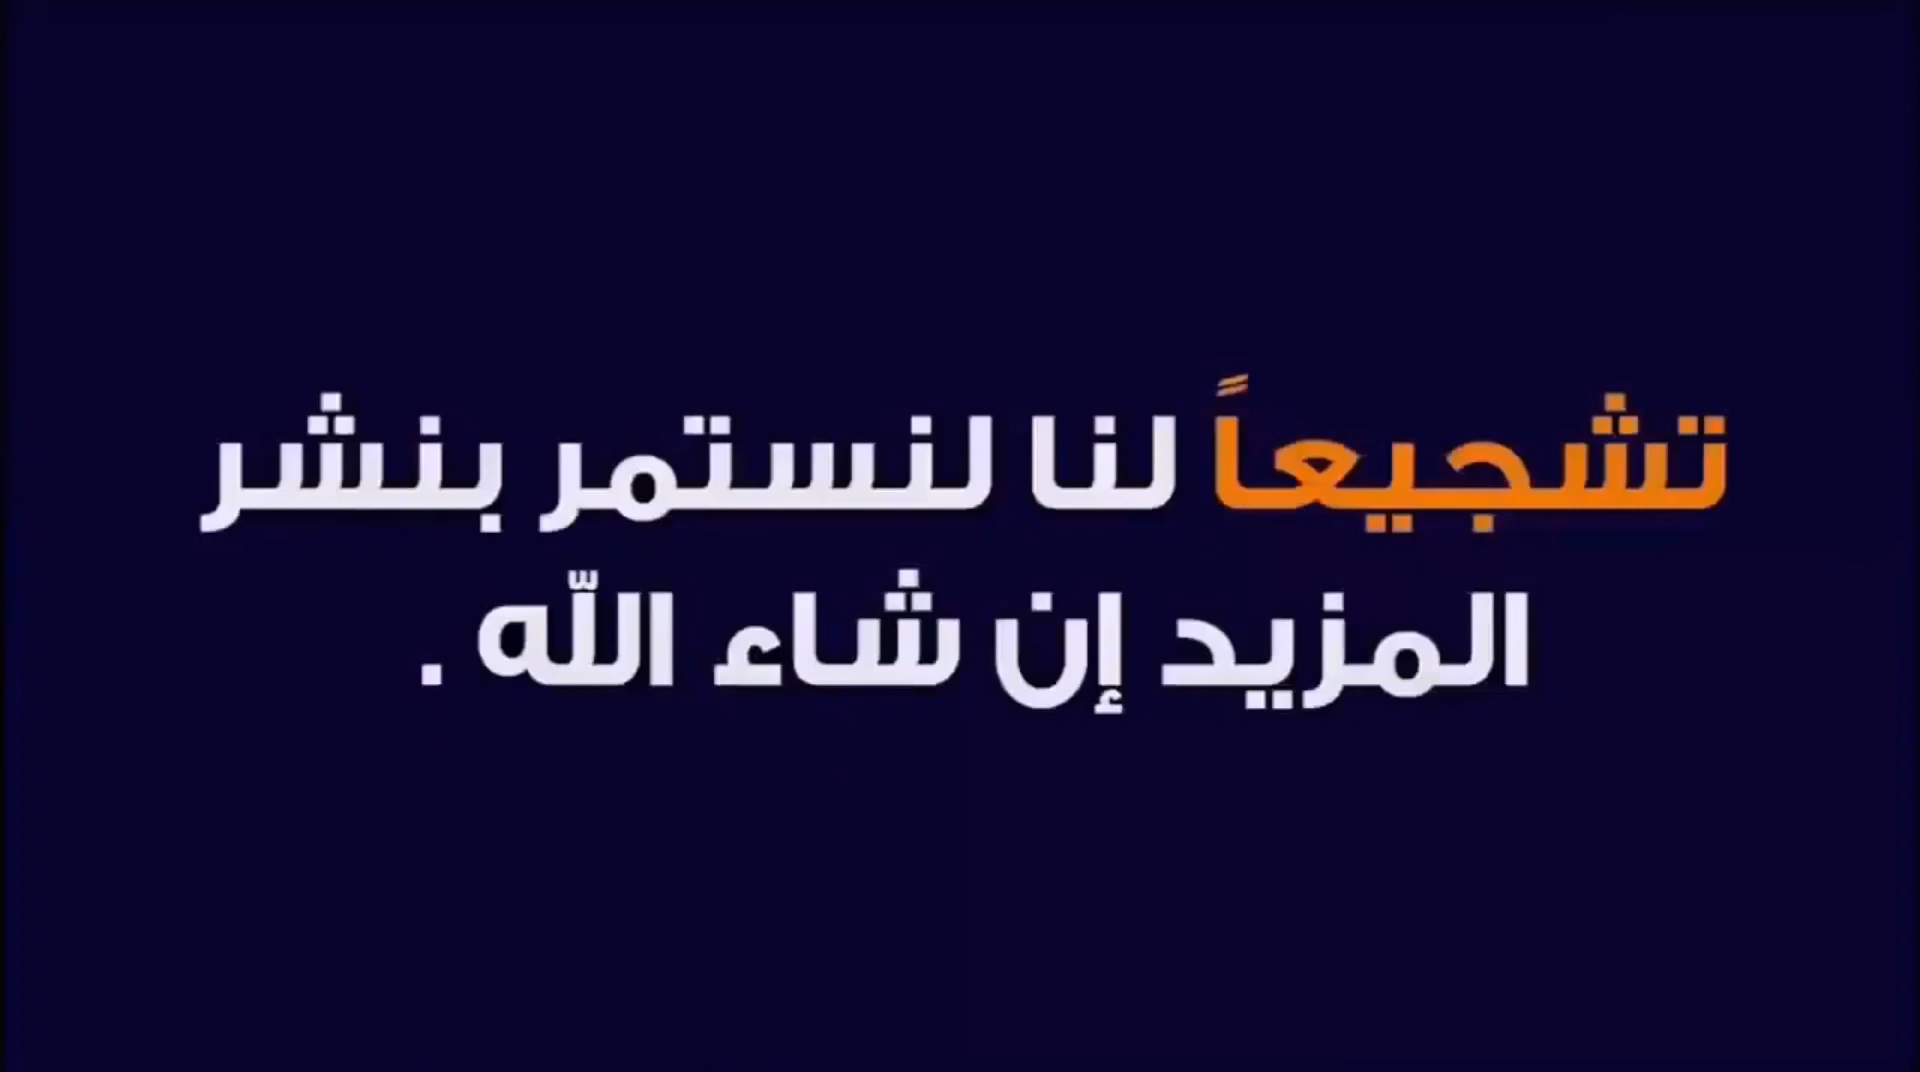 تشجيعاً لنا لنستمر بنشر
المزيد إن شاء الله .